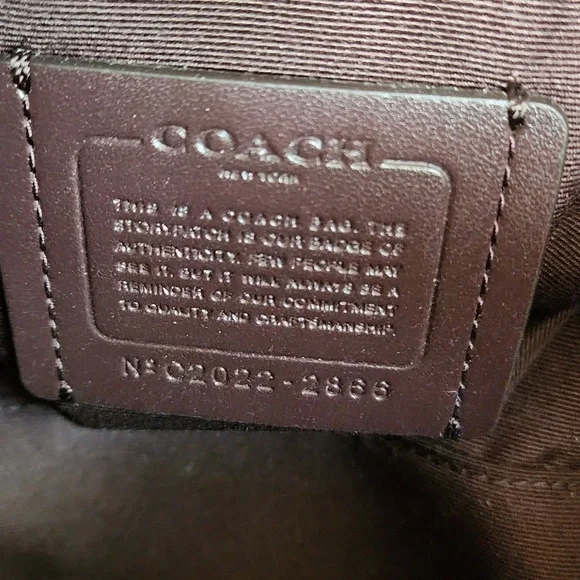 COACH
NEW YORK
THIS IS A COACH BAG. THE
STORYPATCH IS OUR BADGE OF
AUTHENTICITY. FEW PEOPLE MAY
SEE IT, BUT IT WILL ALWAYS BE A
REMINDER OF OUR COMMITMENT
TO QUALITY AND CRAFTSMANSHIP.
Nº C2022-2866